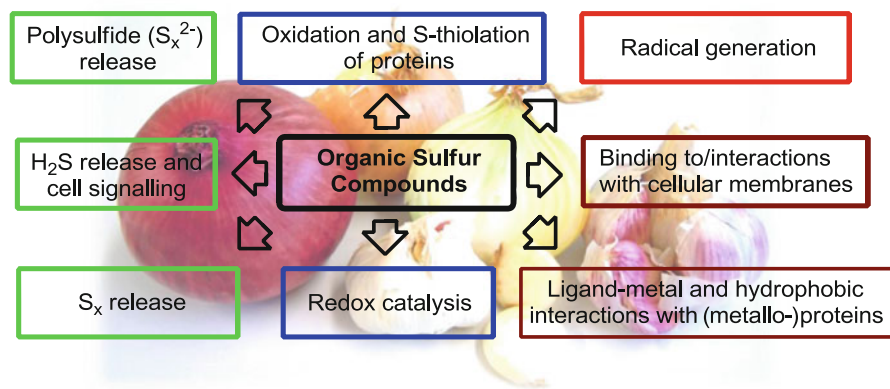 Polysulfide (Sₓ²⁻)
release
Oxidation and S-thiolation
of proteins
Radical generation
H₂S release and
cell signalling
Organic Sulfur
Compounds
Binding to/interactions
with cellular membranes
Sₓ release
Redox catalysis
Ligand-metal and hydrophobic
interactions with (metallo-)proteins